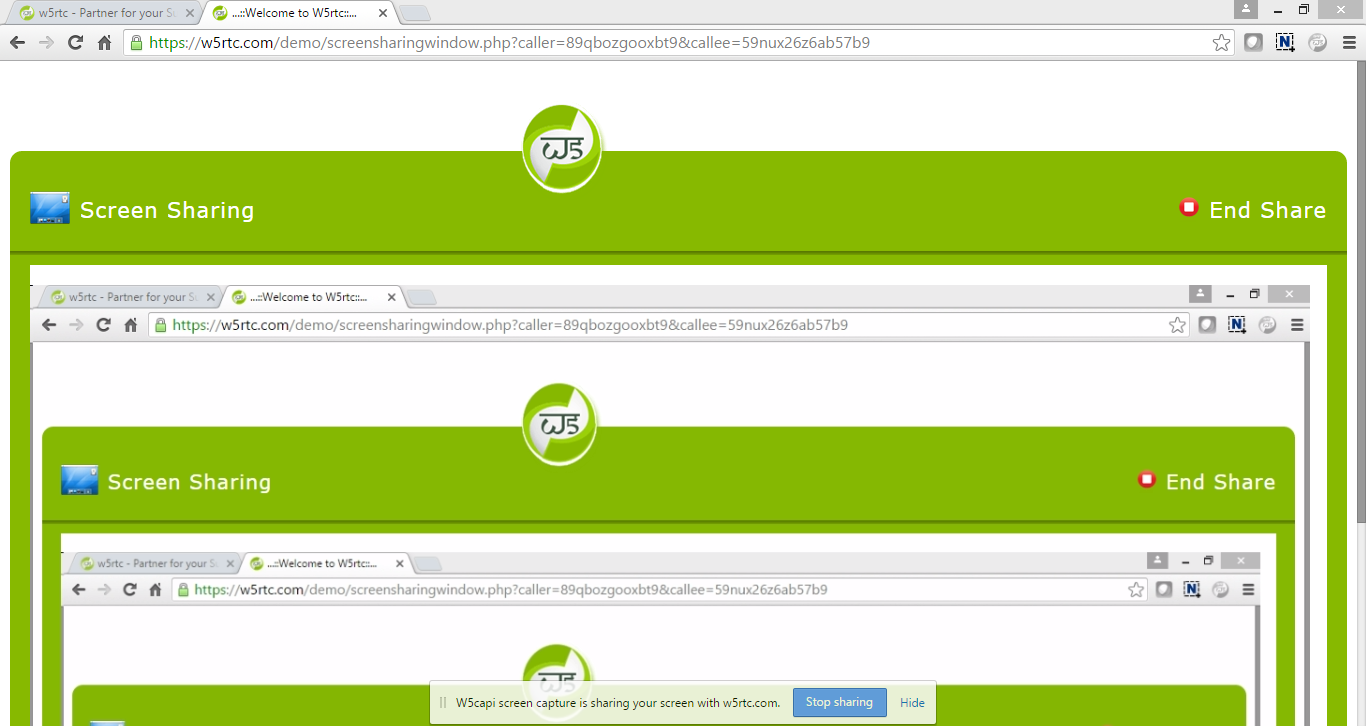 w5rtc - Partner for your Su
...::Welcome to W5rtc::...
https://w5rtc.com/demo/screensharingwindow.php?caller=89qbozgooxbt9&callee=59nux26z6ab57b9
N
Screen Sharing
End Share
w5rtc - Partner for your Su
...::Welcome to W5rtc::...
https://w5rtc.com/demo/screensharingwindow.php?caller=89qbozgooxbt9&callee=59nux26z6ab57b9
N
Screen Sharing
End Share
w5rtc - Partner for your Su
...::Welcome to W5rtc::...
https://w5rtc.com/demo/screensharingwindow.php?caller=89qbozgooxbt9&callee=59nux26z6ab57b9
N
W5capi screen capture is sharing your screen with w5rtc.com.
Stop sharing
Hide